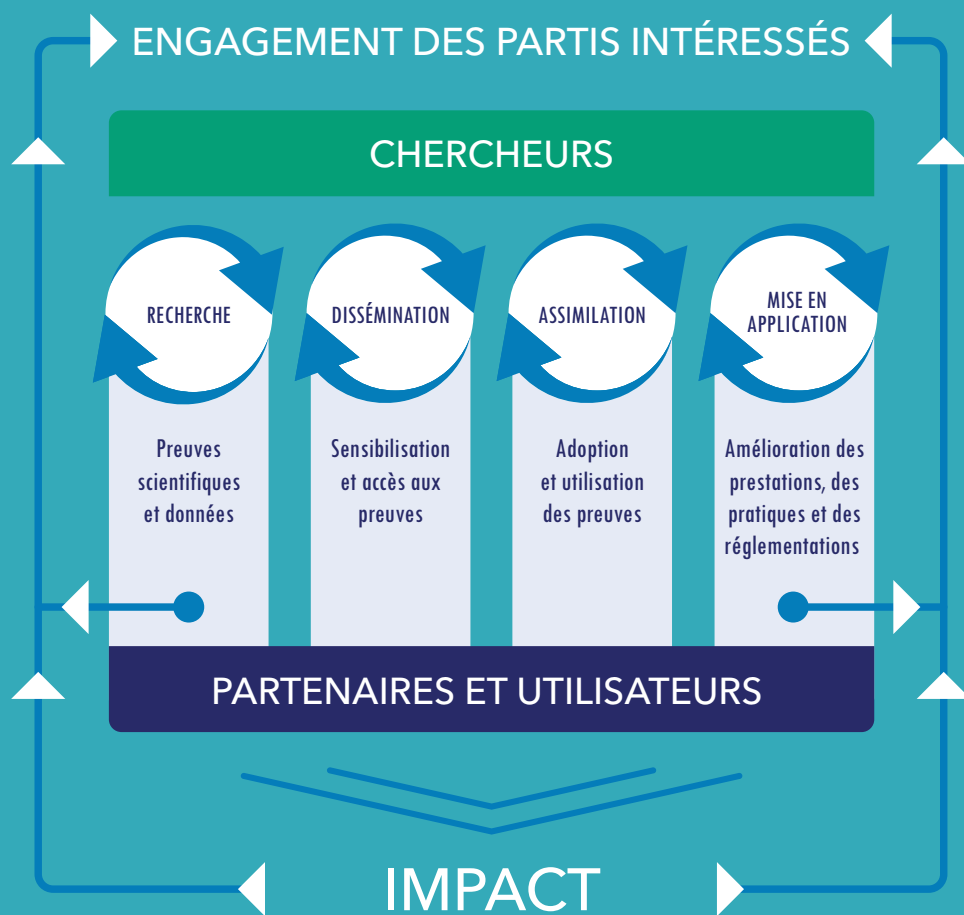 ENGAGEMENT DES PARTIS INTÉRESSÉS
CHERCHEURS
RECHERCHE
Preuves
scientifiques
et données
DISSÉMINATION
Sensibilisation
et accès aux
preuves
ASSIMILATION
Adoption
et utilisation
des preuves
MISE EN
APPLICATION
Amélioration des
prestations, des
pratiques et des
réglementations
PARTENAIRES ET UTILISATEURS
IMPACT